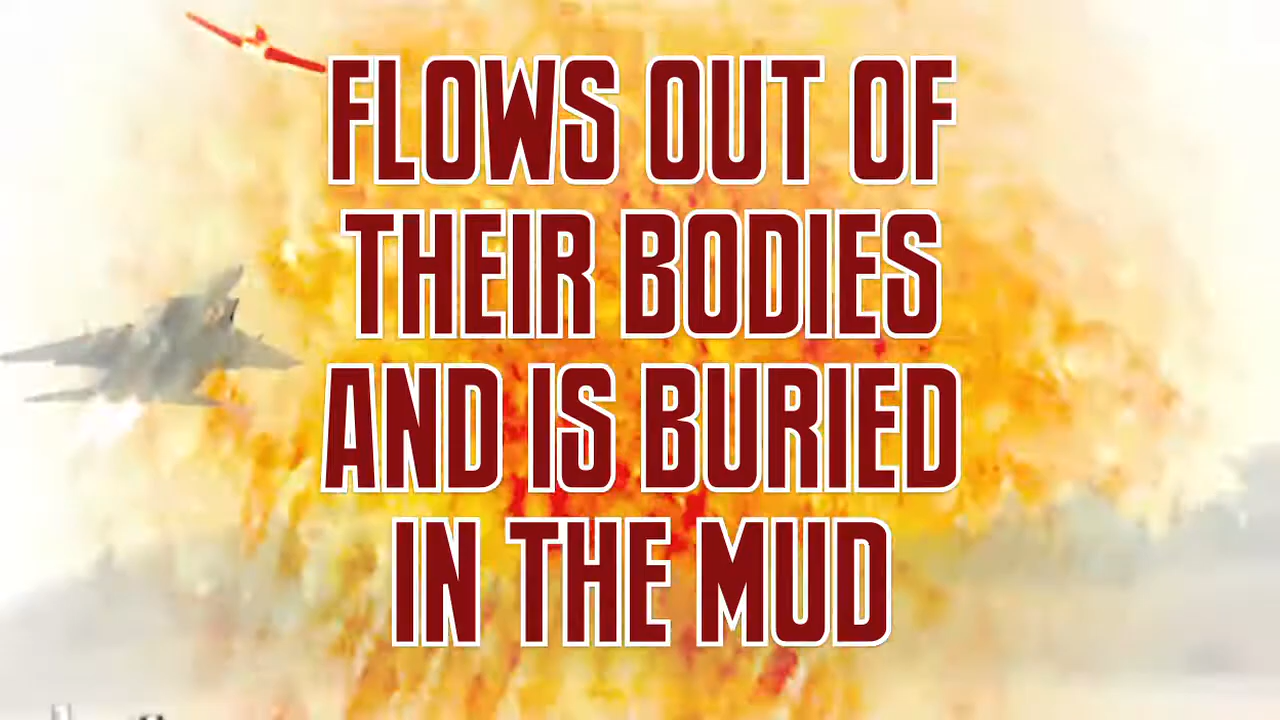 FLOWS OUT OF
THEIR BODIES
AND IS BURIED
IN THE MUD